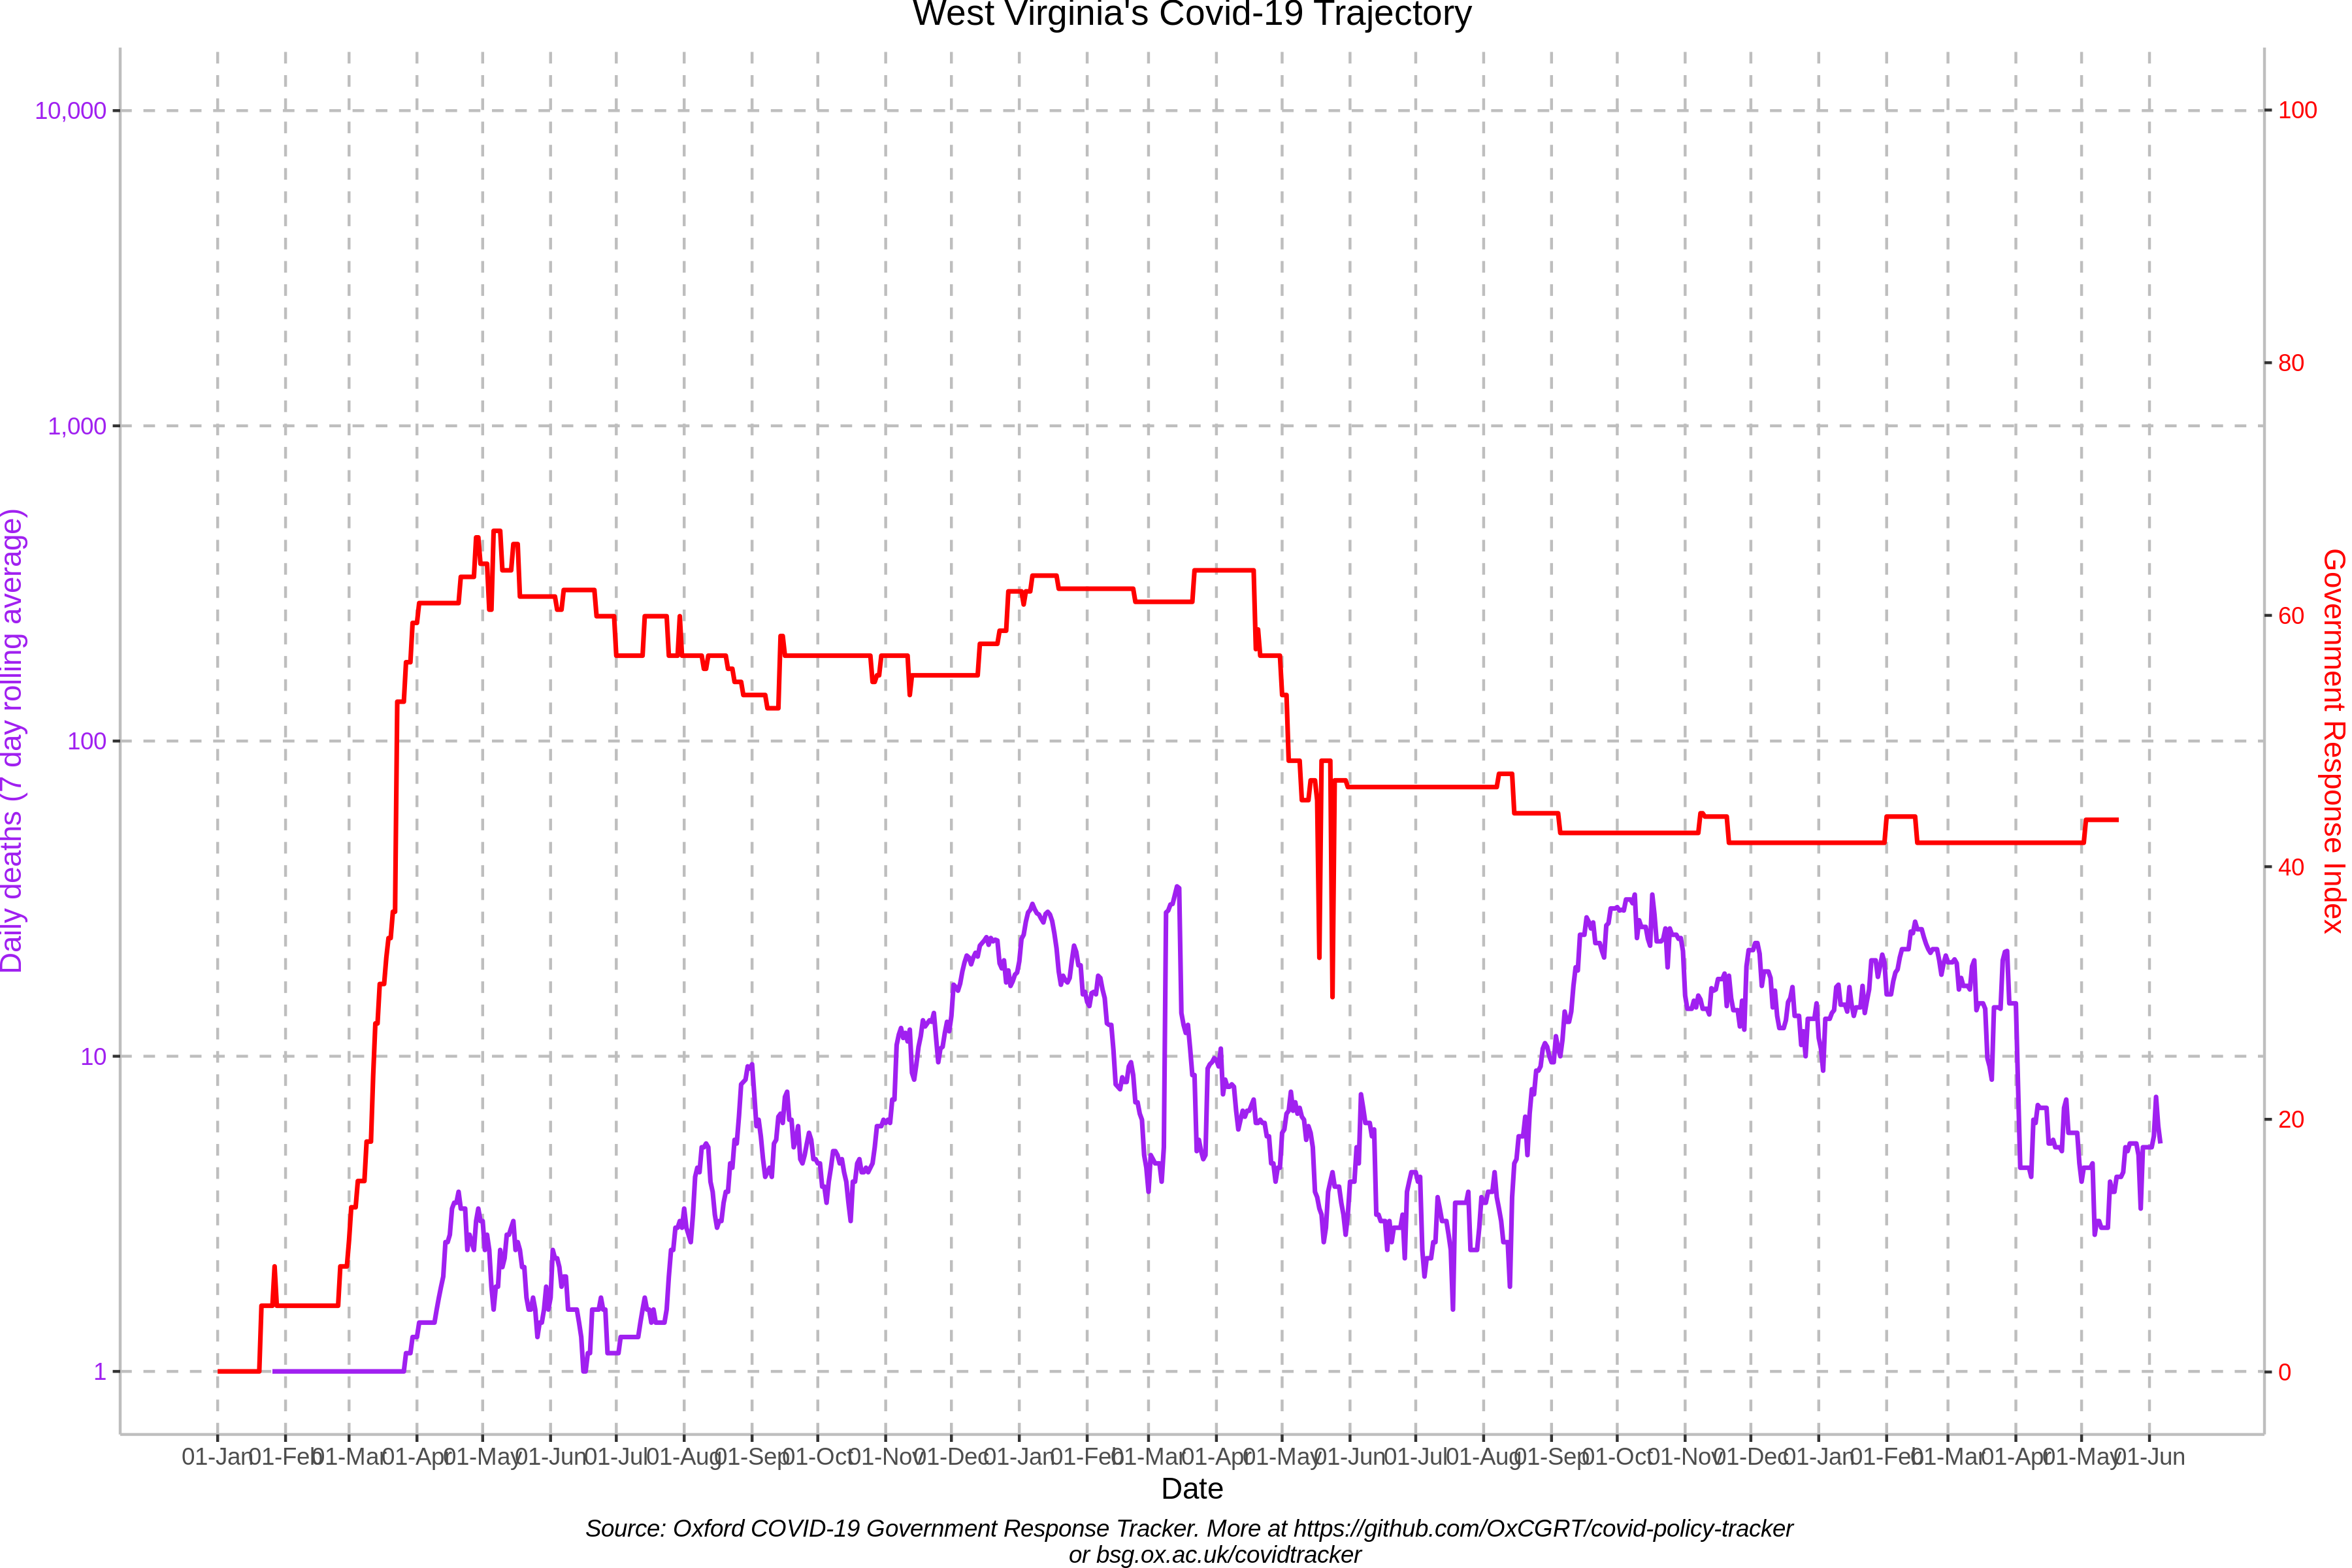 West Virginia's Covid-19 Trajectory
10,000
1,000
100
10
1
Daily deaths (7 day rolling average)
100
80
60
40
20
0
Government Response Index
01-Jan 01-Feb 01-Mar 01-Apr 01-May 01-Jun 01-Jul 01-Aug 01-Sep 01-Oct 01-Nov 01-Dec 01-Jan 01-Feb 01-Mar 01-Apr 01-May 01-Jun 01-Jul 01-Aug 01-Sep 01-Oct 01-Nov 01-Dec 01-Jan 01-Feb 01-Mar 01-Apr 01-May 01-Jun
Date
Source: Oxford COVID-19 Government Response Tracker. More at https://github.com/OxCGRT/covid-policy-tracker
or bsg.ox.ac.uk/covidtracker